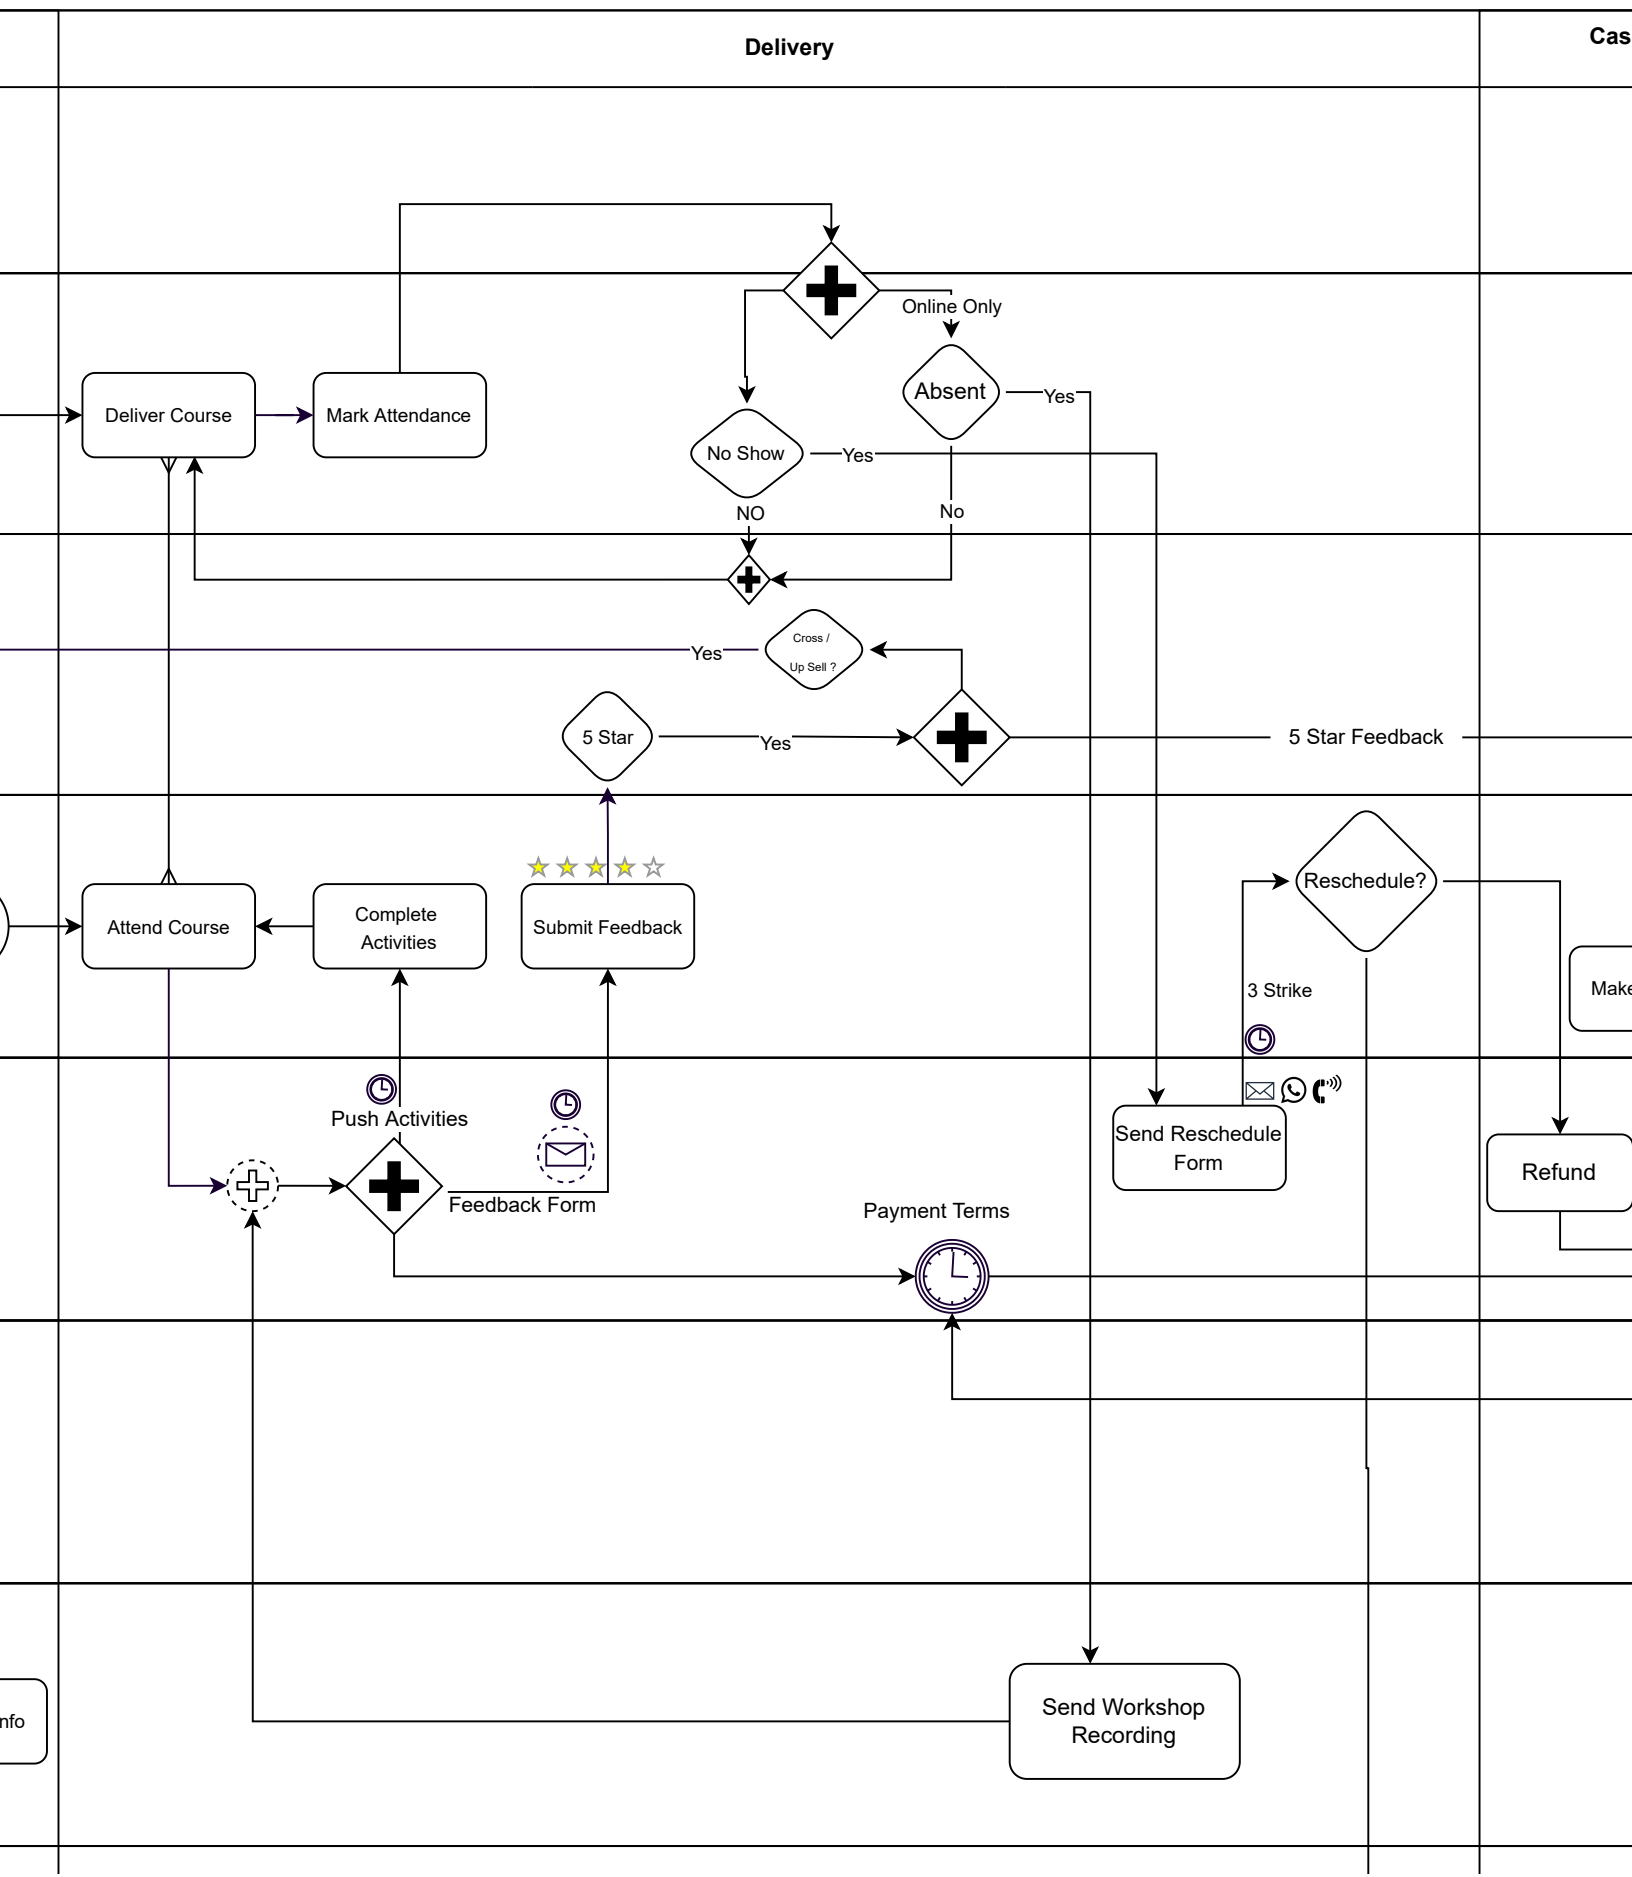 Delivery
Cas
Online Only
Absent
Yes
Deliver Course
Mark Attendance
No Show
Yes
NO
No
Cross /
Up Sell ?
Yes
5 Star
Yes
5 Star Feedback
Reschedule?
Attend Course
Complete
Activities
Submit Feedback
3 Strike
Make
Push Activities
Send Reschedule
Form
Refund
Feedback Form
Payment Terms
Send Workshop
Recording
nfo